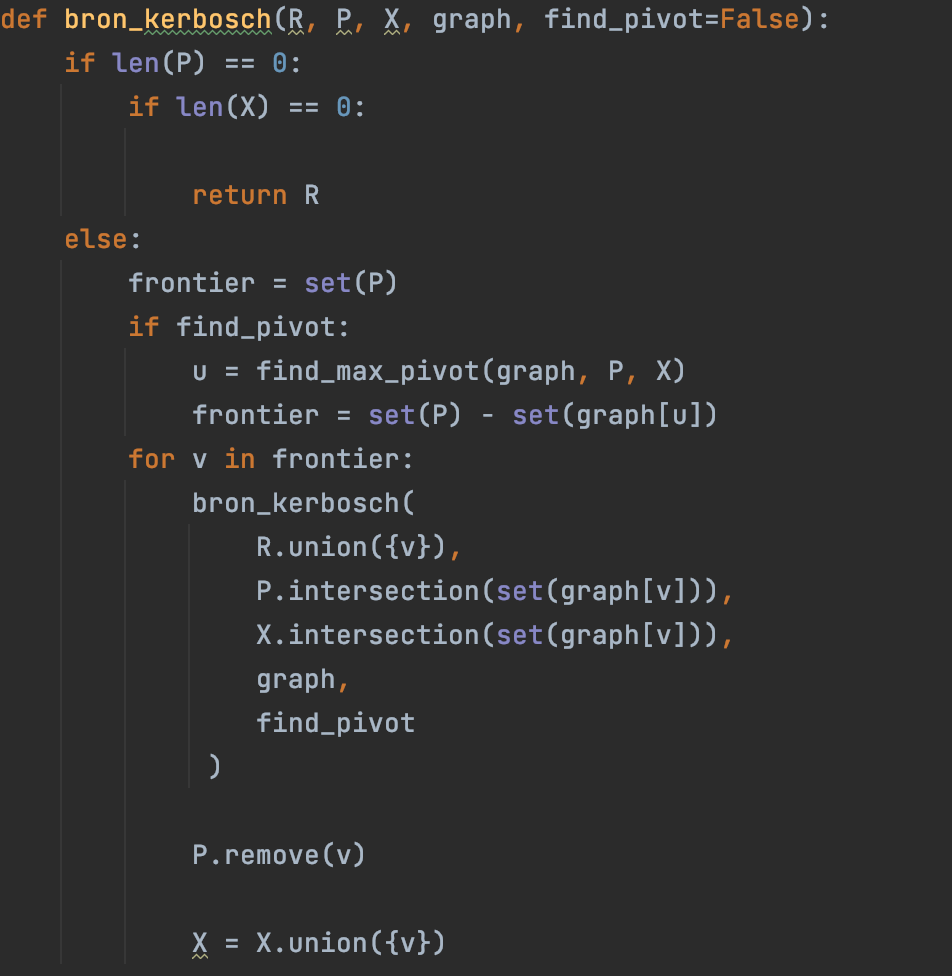 def bron_kerbosch(R, P, X, graph, find_pivot=False):
    if len(P) == 0:
        if len(X) == 0:
            return R
    else:
        frontier = set(P)
        if find_pivot:
            u = find_max_pivot(graph, P, X)
            frontier = set(P) - set(graph[u])
        for v in frontier:
            bron_kerbosch(
                R.union({v}),
                P.intersection(set(graph[v])),
                X.intersection(set(graph[v])),
                graph,
                find_pivot
             )
            P.remove(v)
            X = X.union({v})